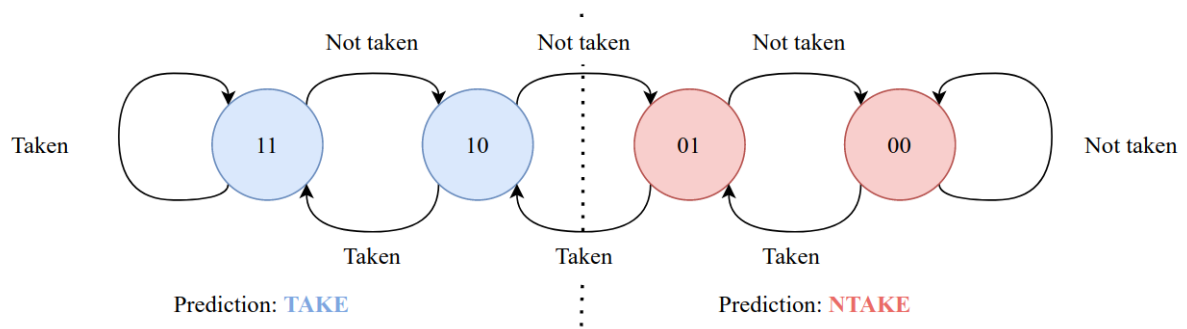 Not taken
Not taken
Not taken
Taken
11
10
01
00
Not taken
Taken
Taken
Taken
Prediction: TAKE
Prediction: NTAKE